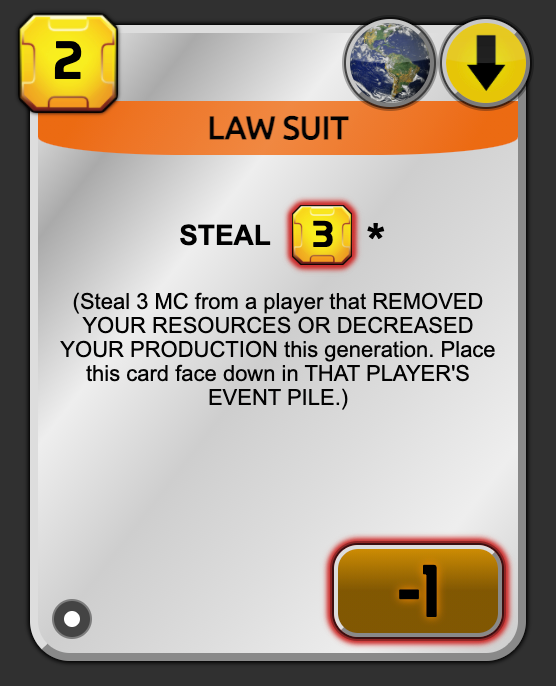 2
LAW SUIT
STEAL 3 *
(Steal 3 MC from a player that REMOVED
YOUR RESOURCES OR DECREASED
YOUR PRODUCTION this generation. Place
this card face down in THAT PLAYER'S
EVENT PILE.)
-1